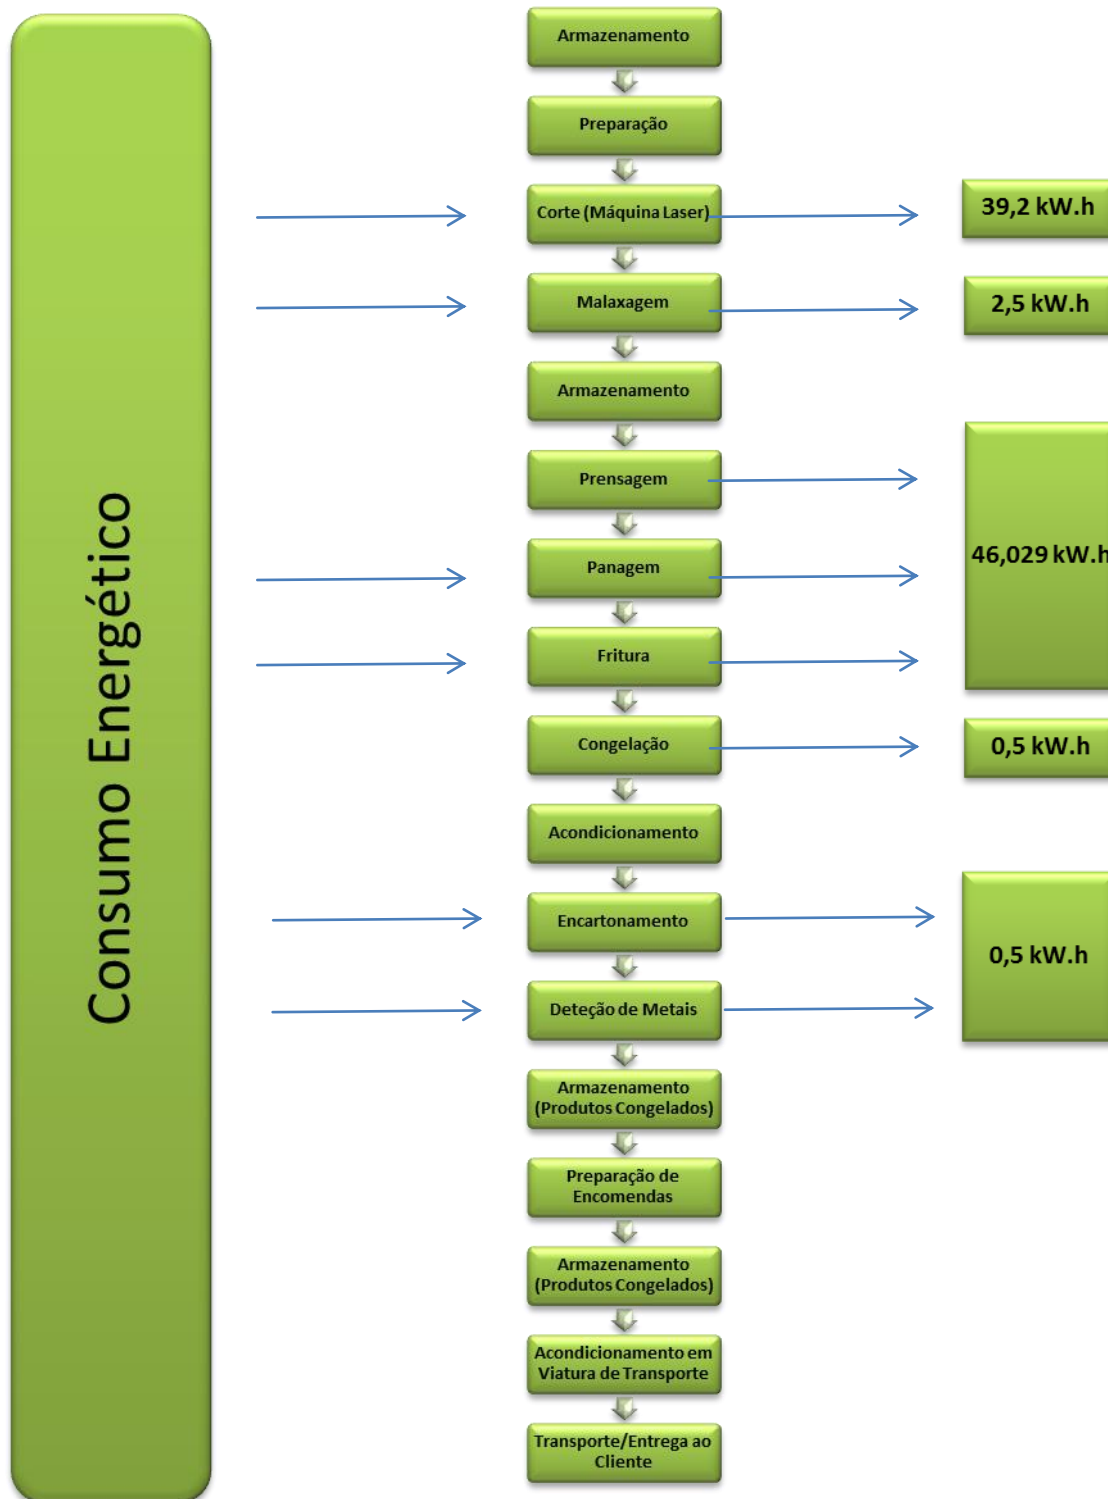 Consumo Energético
Armazenamento
Preparação
Corte (Máquina Laser)
39,2 kW.h
Malaxagem
2,5 kW.h
Armazenamento
Prensagem
Panagem
46,029 kW.h
Fritura
Congelação
0,5 kW.h
Acondicionamento
Encartonamento
0,5 kW.h
Deteção de Metais
Armazenamento
(Produtos Congelados)
Preparação de
Encomendas
Armazenamento
(Produtos Congelados)
Acondicionamento em
Viatura de Transporte
Transporte/Entrega ao
Cliente